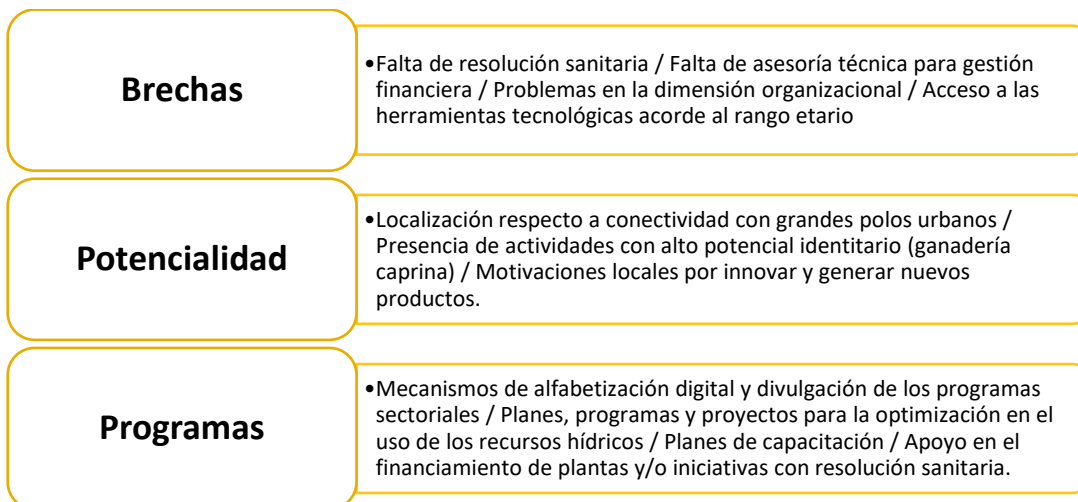 Brechas
•Falta de resolución sanitaria / Falta de asesoría técnica para gestión
financiera / Problemas en la dimensión organizacional / Acceso a las
herramientas tecnológicas acorde al rango etario
Potencialidad
•Localización respecto a conectividad con grandes polos urbanos /
Presencia de actividades con alto potencial identitario (ganadería
caprina) / Motivaciones locales por innovar y generar nuevos
productos.
Programas
•Mecanismos de alfabetización digital y divulgación de los programas
sectoriales / Planes, programas y proyectos para la optimización en el
uso de los recursos hídricos / Planes de capacitación / Apoyo en el
financiamiento de plantas y/o iniciativas con resolución sanitaria.